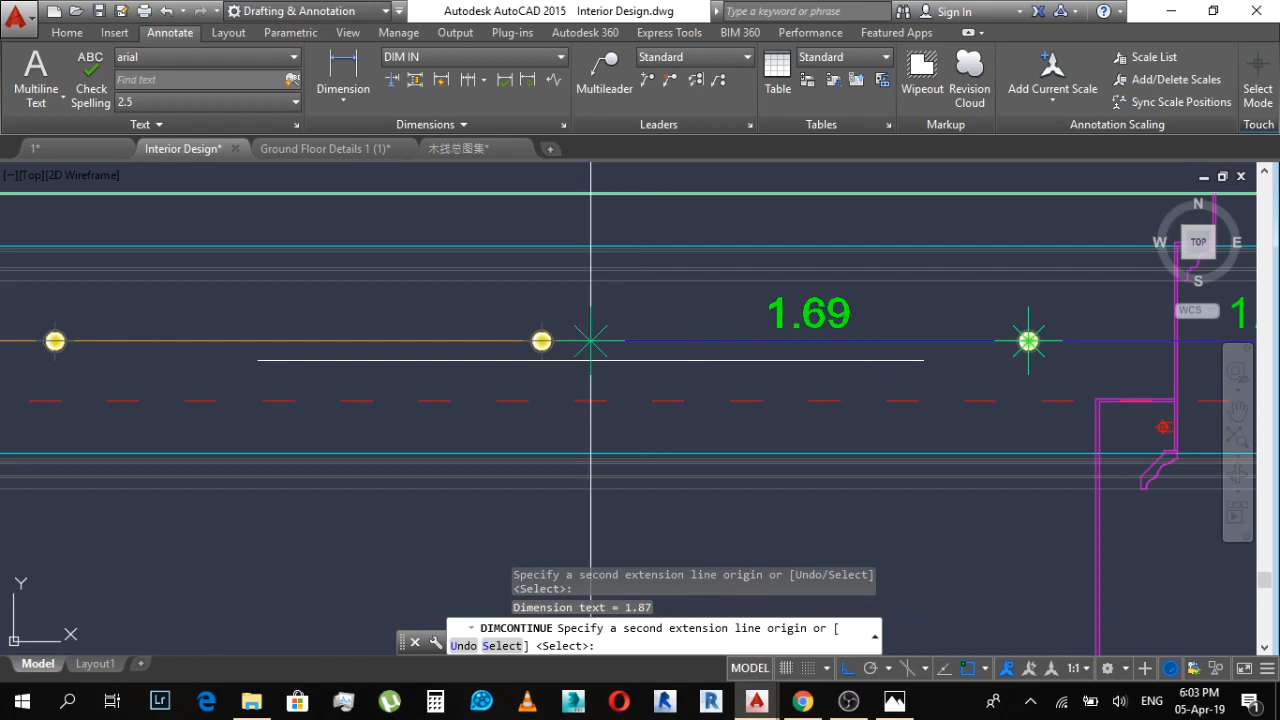 Drafting & Annotation
Autodesk AutoCAD 2015 Interior Design.dwg
Type a keyword or phrase
Sign In
Home Insert Annotate Layout Parametric View Manage Output Plug-ins Autodesk 360 Express Tools BIM 360 Performance Featured Apps
A ABC arial DIM IN Standard Standard Scale List
Find text
Multiline Text
Check Spelling
2.5
Dimension
Multileader
Table
Wipeout
Revision Cloud
Add Current Scale
Add/Delete Scales
Sync Scale Positions
Select Mode
Text Dimensions Leaders Tables Markup Annotation Scaling Touch
1* Interior Design* Ground Floor Details 1 (1)* 木线总图集*
[−][Top][2D Wireframe]
N
W TOP E
S
WCS
1.69
1.
Specify a second extension line origin or [Undo/Select]
<Select>:
Dimension text = 1.87
DIMCONTINUE Specify a second extension line origin or [
Undo Select] <Select>:
Y
X
Model Layout1 +
MODEL 1:1
Lr
ENG
6:03 PM
05-Apr-19
1